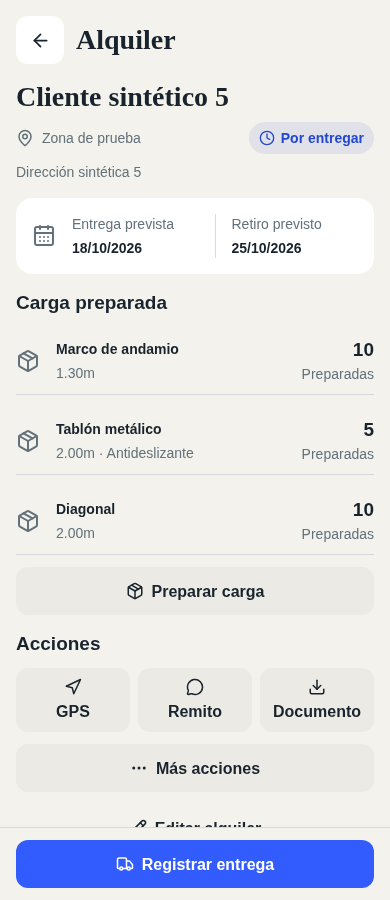 Alquiler
Cliente sintético 5
Zona de prueba
Por entregar
Dirección sintética 5
Entrega prevista
18/10/2026
Retiro previsto
25/10/2026
Carga preparada
Marco de andamio
1.30m
10
Preparadas
Tablón metálico
2.00m · Antideslizante
5
Preparadas
Diagonal
2.00m
10
Preparadas
Preparar carga
Acciones
GPS
Remito
Documento
Más acciones
Editar alquiler
Registrar entrega